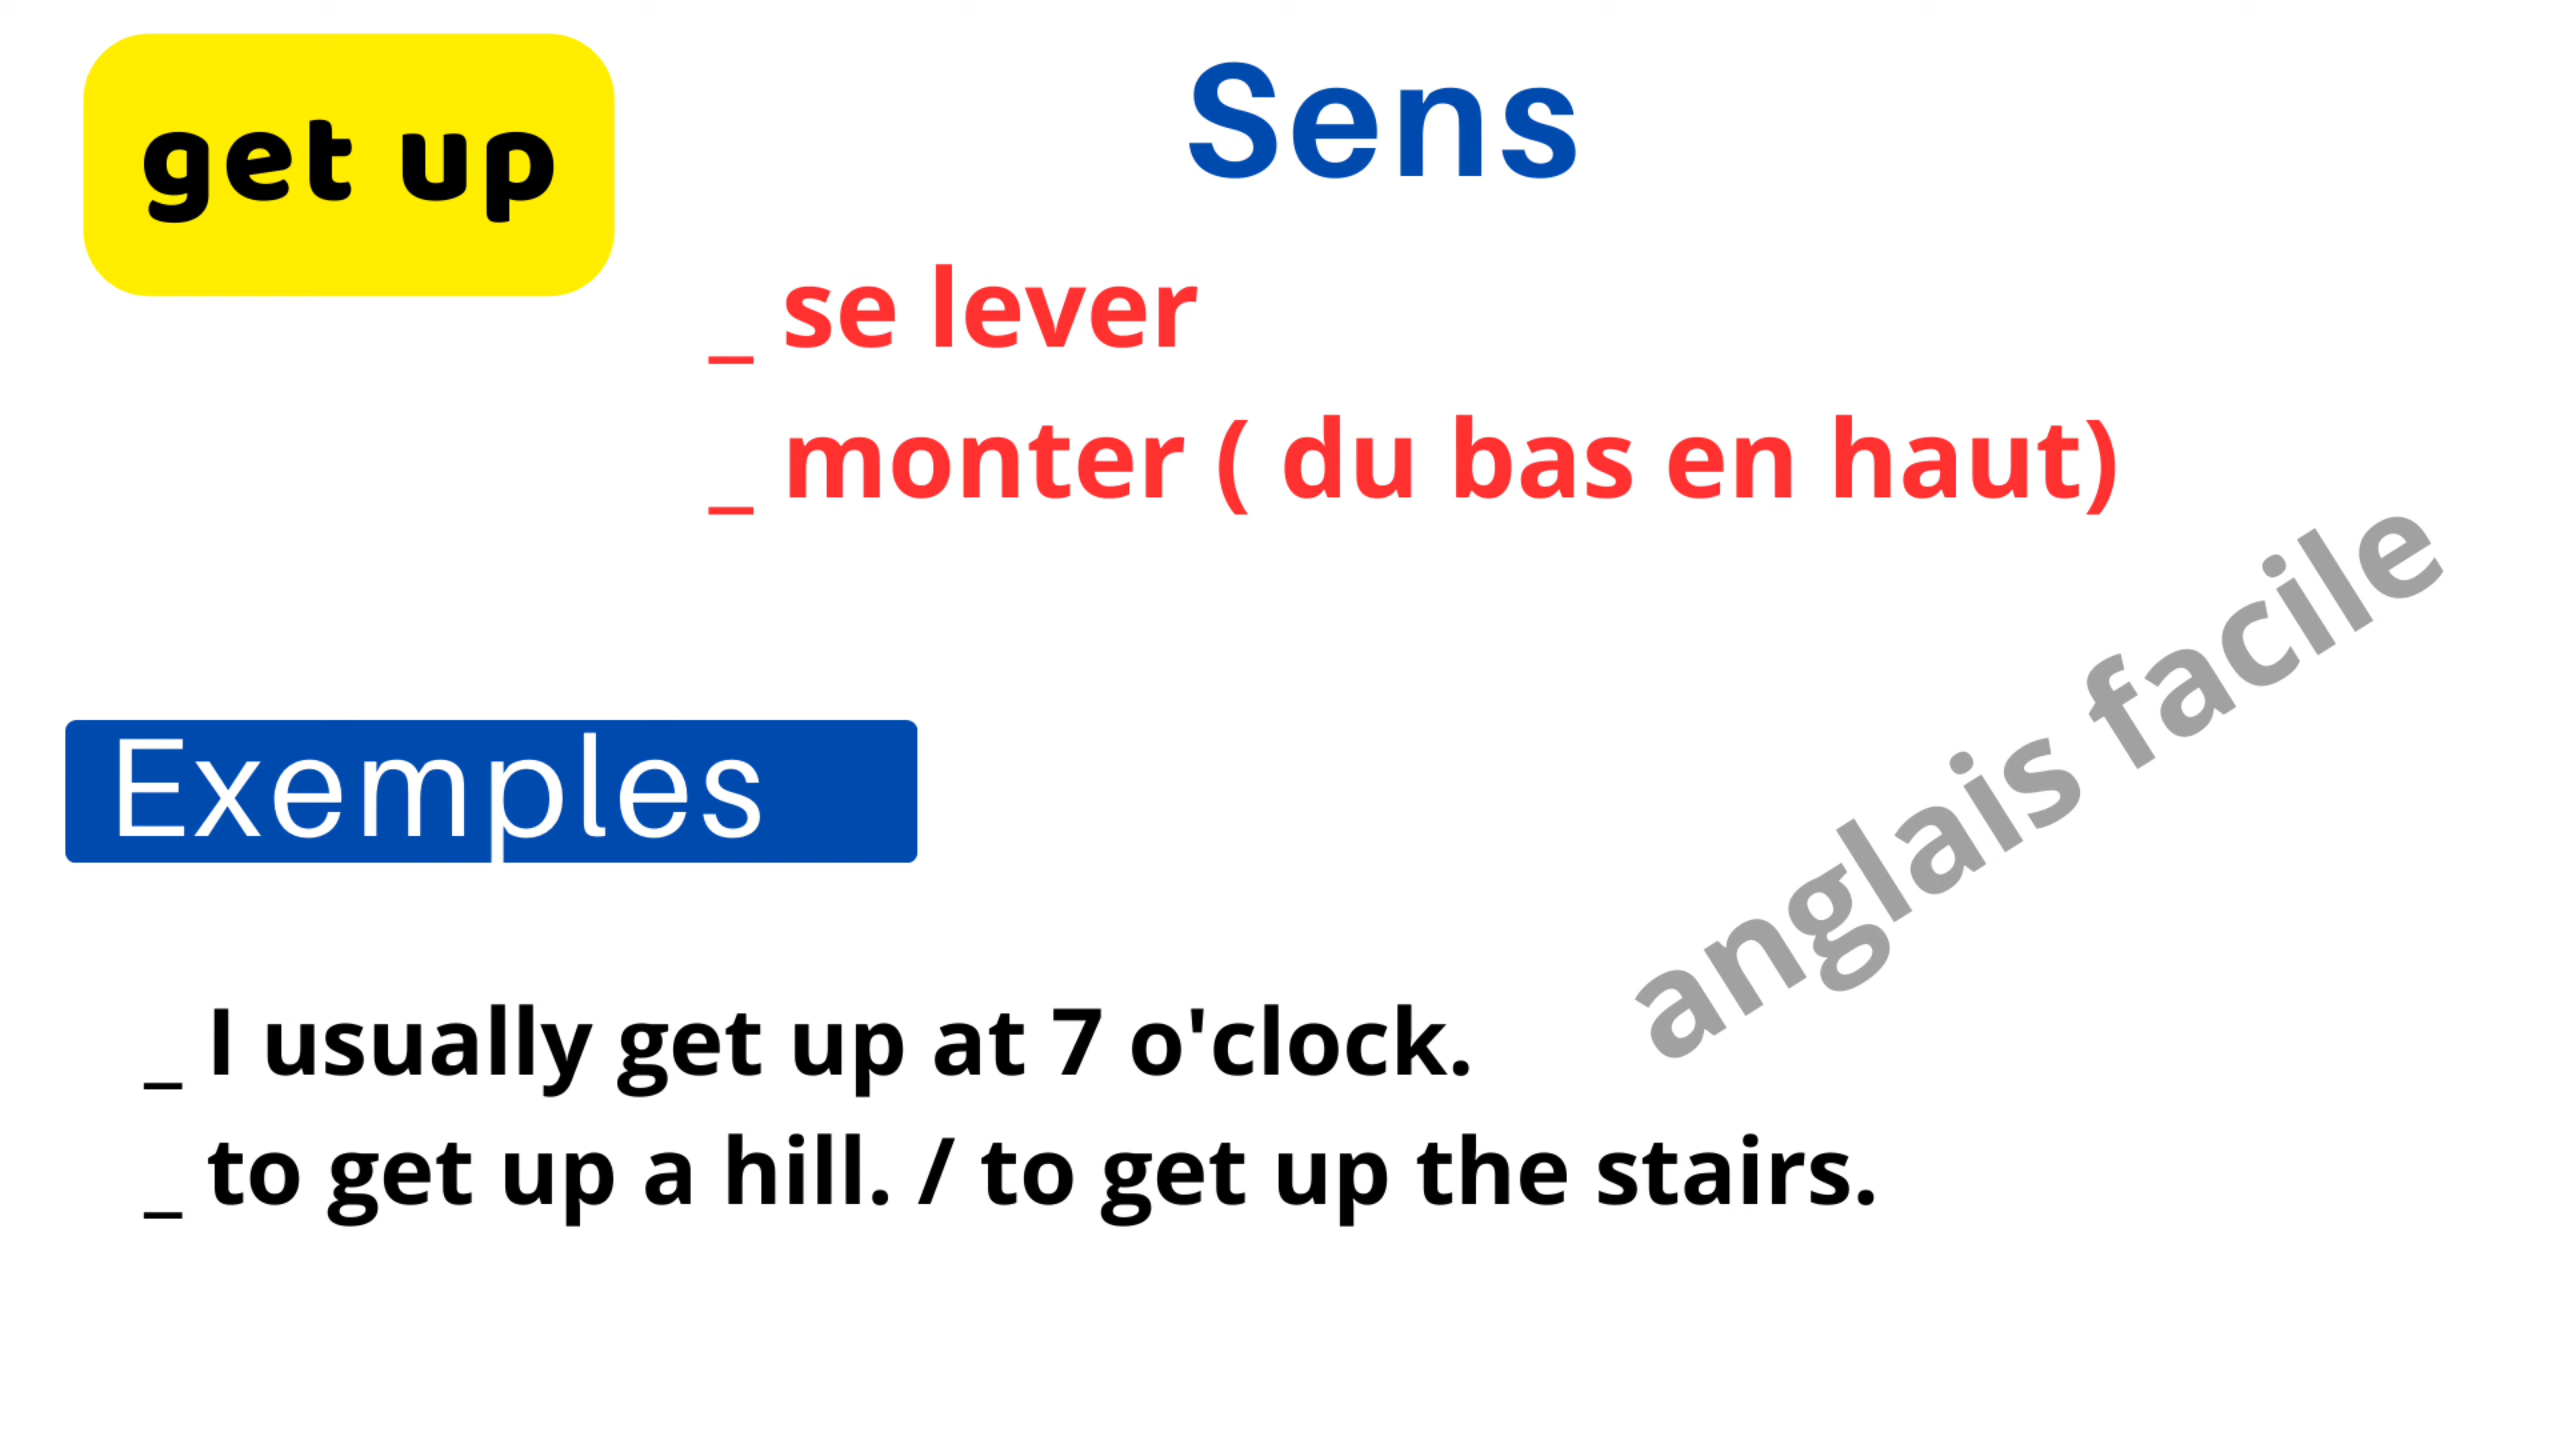 get up
Sens
_ se lever
_ monter ( du bas en haut)
anglais facile
Exemples
_ I usually get up at 7 o'clock.
_ to get up a hill. / to get up the stairs.